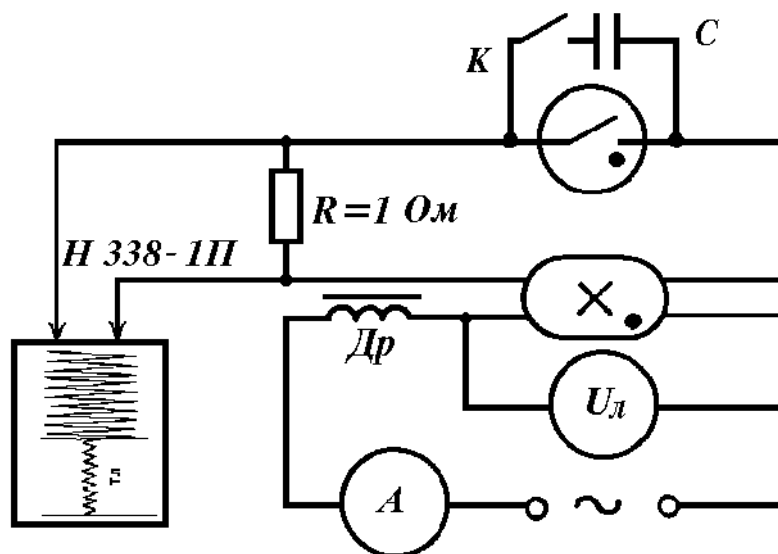 К
С
R=1 Ом
Н 338-1П
Др
Uл
А
~